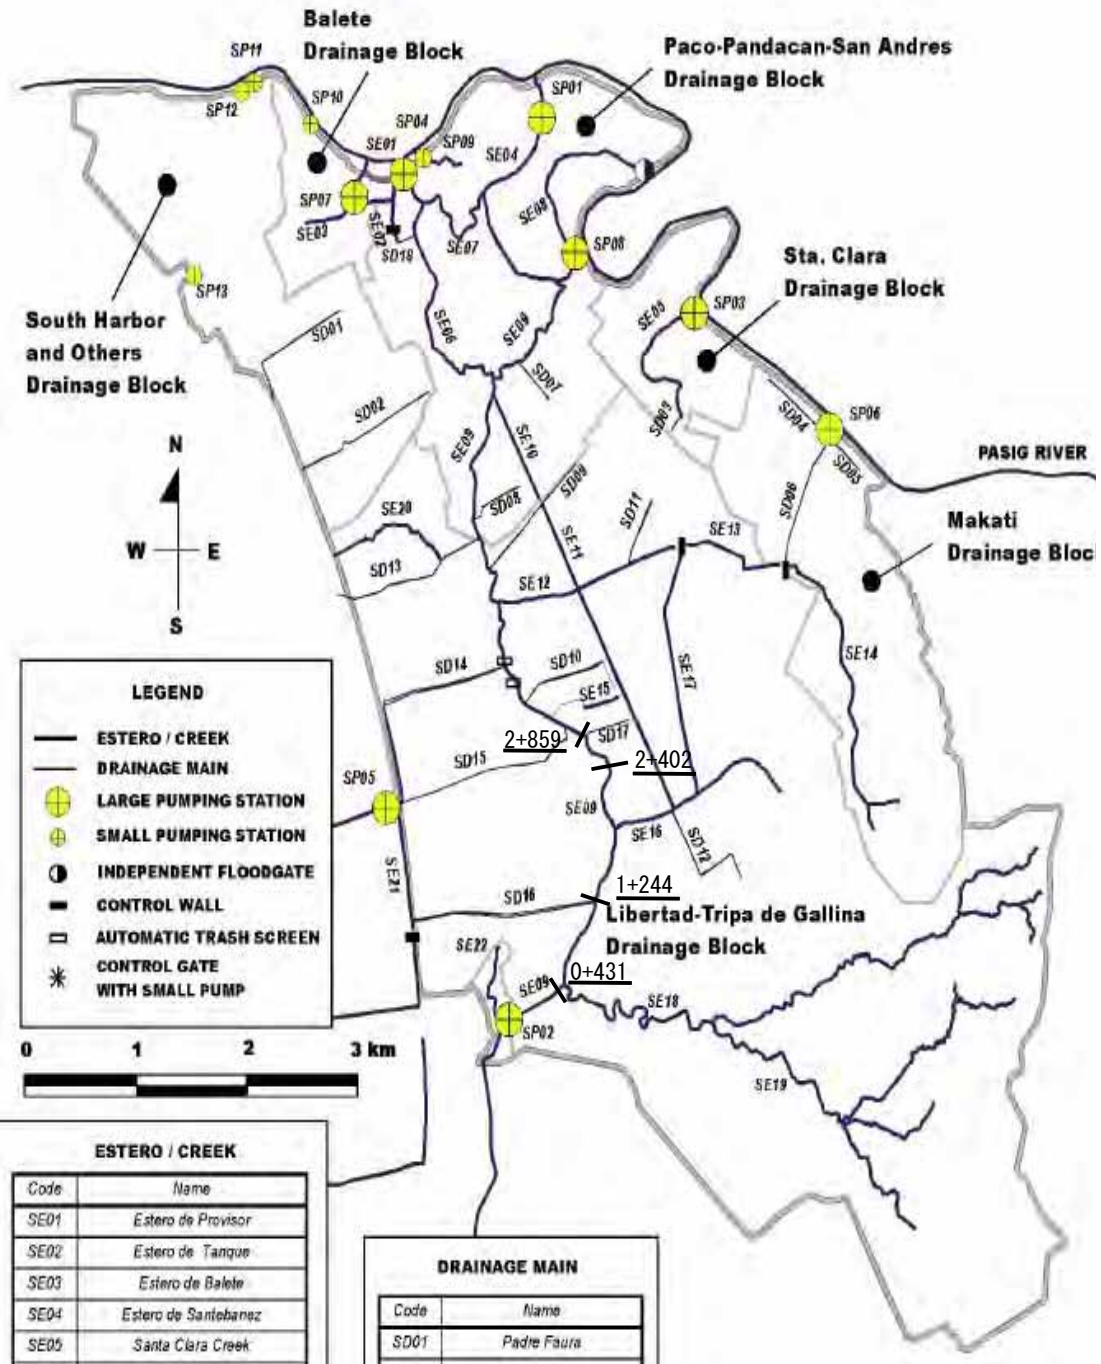 Balete
Drainage Block
Paco-Pandacan-San Andres
Drainage Block
SP11
SP12
SP10
SP04
SP09
SP01
SE01
SE04
SP07
SE03
SE02
SD18
SE07
SE08
SP08
SP13
Sta. Clara
Drainage Block
SE05
SP03
South Harbor
and Others
Drainage Block
SD01
SE06
SE09
SD07
SD02
SD03
SD04
SP06
SD05
SD06
PASIG RIVER
N
W
E
S
SE09
SE10
SD08
SD09
SD11
SE20
SD13
SE11
SE12
SE13
Makati
Drainage Block
SD14
SD10
SE15
SE17
SE14
SD17
2+859
2+402
SD15
SP05
SE09
SE16
SD12
SE21
SD16
1+244
Libertad-Tripa de Gallina
Drainage Block
SE22
0+431
SE09
SE18
SP02
SE19
LEGEND
ESTERO / CREEK
DRAINAGE MAIN
LARGE PUMPING STATION
SMALL PUMPING STATION
INDEPENDENT FLOODGATE
CONTROL WALL
AUTOMATIC TRASH SCREEN
CONTROL GATE
WITH SMALL PUMP
0 1 2 3 km
ESTERO / CREEK
Code Name
SE01 Estero de Provisor
SE02 Estero de Tanque
SE03 Estero de Balete
SE04 Estero de Santebanez
SE05 Santa Clara Creek
DRAINAGE MAIN
Code Name
SD01 Padre Faura